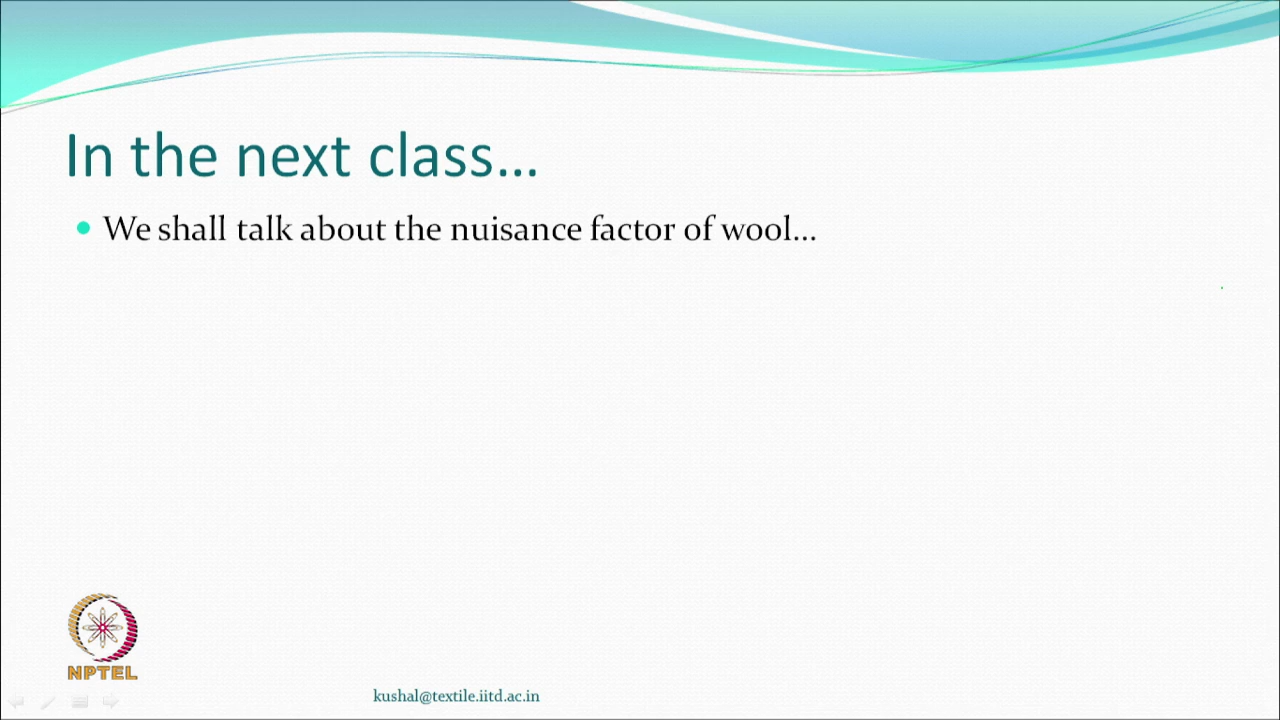 In the next class...
We shall talk about the nuisance factor of wool...
NPTEL
kushal@textile.iitd.ac.in